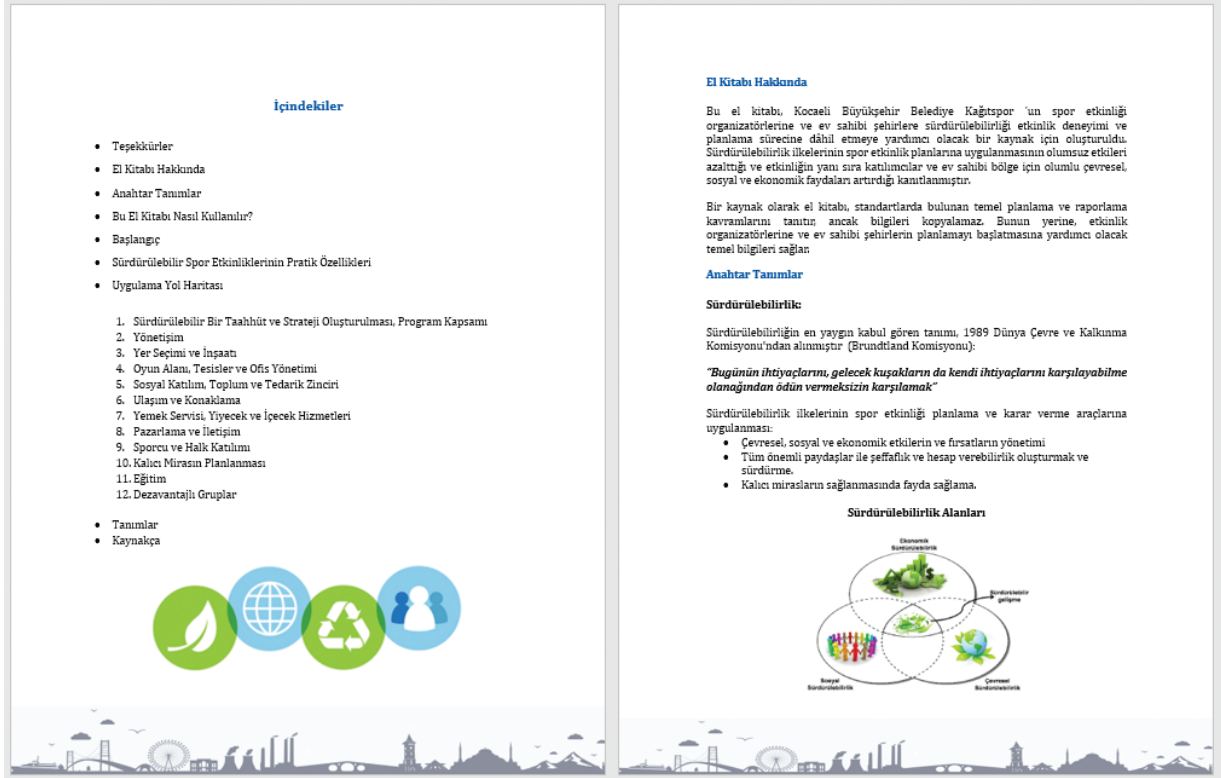 İçindekiler
● Teşekkürler
● El Kitabı Hakkında
● Anahtar Tanımlar
● Bu El Kitabı Nasıl Kullanılır?
● Başlangıç
● Sürdürülebilir Spor Etkinliklerinin Pratik Özellikleri
● Uygulama Yol Haritası
1. Sürdürülebilir Bir Taahhüt ve Strateji Oluşturulması, Program Kapsamı
2. Yönetişim
3. Yer Seçimi ve İnşaatı
4. Oyun Alanı, Tesisler ve Ofis Yönetimi
5. Sosyal Katılım, Toplum ve Tedarik Zinciri
6. Ulaşım ve Konaklama
7. Yemek Servisi, Yiyecek ve İçecek Hizmetleri
8. Pazarlama ve İletişim
9. Sporcu ve Halk Katılımı
10. Kalıcı Mirasın Planlanması
11. Eğitim
12. Dezavantajlı Gruplar
● Tanımlar
● Kaynakça
El Kitabı Hakkında
Bu el kitabı, Kocaeli Büyükşehir Belediye Kağıtspor 'un spor etkinliği
organizatörlerine ve ev sahibi şehirlere sürdürülebilirliği etkinlik deneyimi ve
planlama sürecine dâhil etmeye yardımcı olacak bir kaynak için oluşturuldu.
Sürdürülebilirlik ilkelerinin spor etkinlik planlarına uygulanmasının olumsuz etkileri
azalttığı ve etkinliğin yanı sıra katılımcılar ve ev sahibi bölge için olumlu çevresel,
sosyal ve ekonomik faydaları artırdığı kanıtlanmıştır.
Bir kaynak olarak el kitabı, standartlarda bulunan temel planlama ve raporlama
kavramlarını tanıtır, ancak bilgileri kopyalamaz. Bunun yerine, etkinlik
organizatörlerine ve ev sahibi şehirlerin planlamayı başlatmasına yardımcı olacak
temel bilgileri sağlar.
Anahtar Tanımlar
Sürdürülebilirlik:
Sürdürülebilirliğin en yaygın kabul gören tanımı, 1989 Dünya Çevre ve Kalkınma
Komisyonu'ndan alınmıştır (Brundtland Komisyonu):
"Bugünün ihtiyaçlarını, gelecek kuşakların da kendi ihtiyaçlarını karşılayabilme
olanağından ödün vermeksizin karşılamak"
Sürdürülebilirlik ilkelerinin spor etkinliği planlama ve karar verme araçlarına
uygulanması:
● Çevresel, sosyal ve ekonomik etkilerin ve fırsatların yönetimi
● Tüm önemli paydaşlar ile şeffaflık ve hesap verebilirlik oluşturmak ve
sürdürme.
● Kalıcı mirasların sağlanmasında fayda sağlama.
Sürdürülebilirlik Alanları
Ekonomik
Sürdürülebilirlik
Sürdürülebilir
gelişme
Sosyal
Sürdürülebilirlik
Çevresel
Sürdürülebilirlik